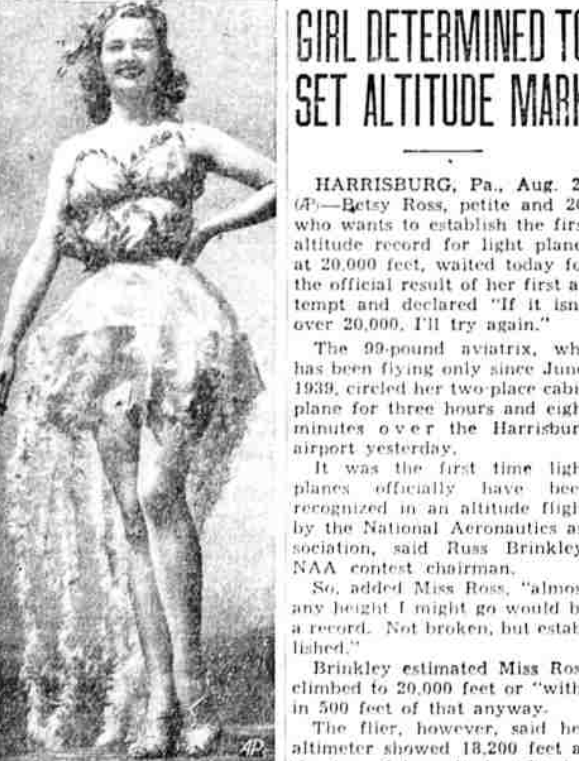 GIRL DETERMINED TO
SET ALTITUDE MARK
HARRISBURG, Pa., Aug. 2
(AP)—Betsy Ross, petite and 20
who wants to establish the firs
altitude record for light plane
at 20,000 feet, waited today fo
the official result of her first a
tempt and declared "If it isn'
over 20,000, I'll try again."
The 99-pound aviatrix, wh
has been flying only since June
1939, circled her two-place cabi
plane for three hours and eigh
minutes over the Harrisbur
airport yesterday.
It was the first time ligh
planes officially have bee
recognized in an altitude fligh
by the National Aeronautics as
sociation, said Russ Brinkley
NAA contest chairman.
So, added Miss Ross, "almos
any height I might go would b
a record. Not broken, but estab
lished."
Brinkley estimated Miss Ros
climbed to 20,000 feet or "with
in 500 feet of that anyway.
The flier, however, said he
altimeter showed 18,200 feet a
AP